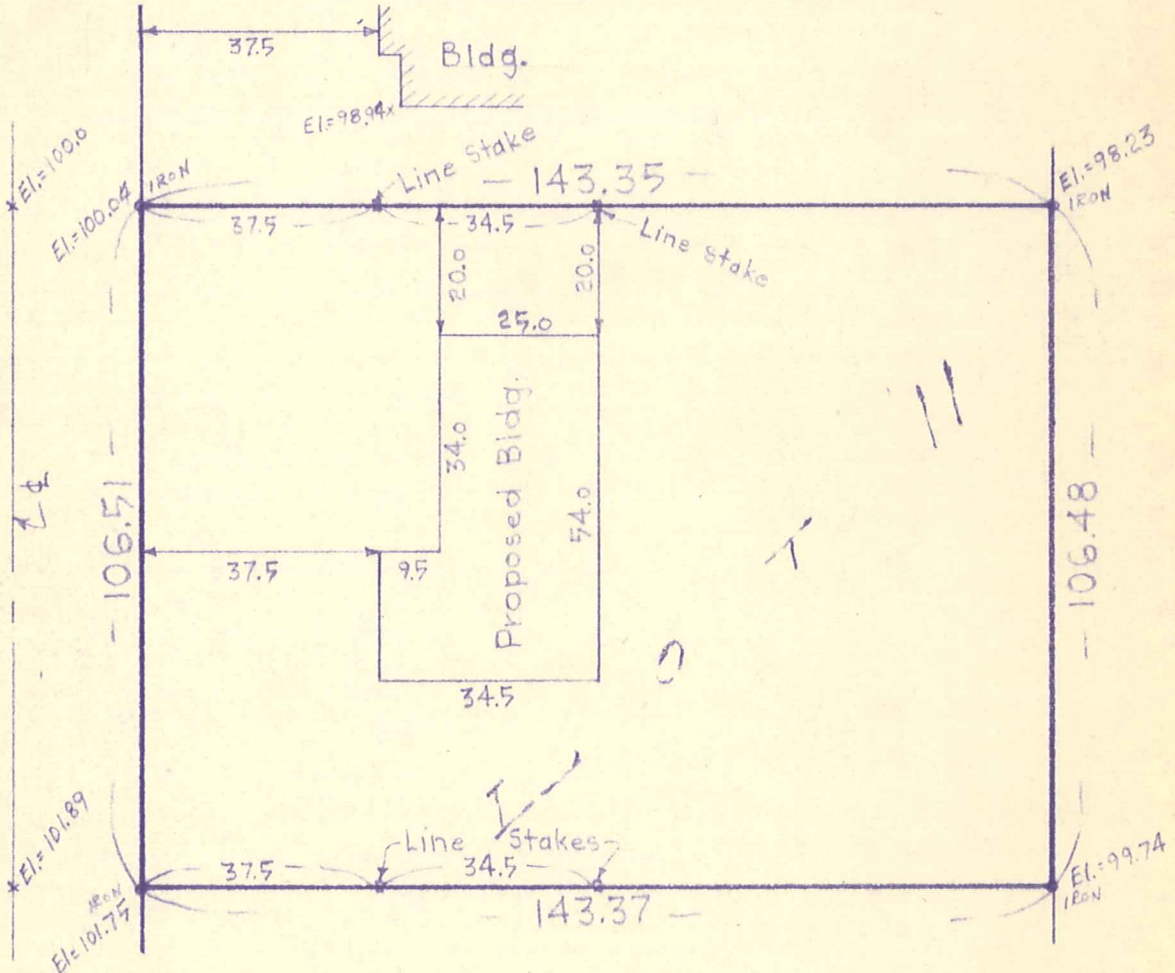 37.5
Bldg.
El=98.94x
El.=100.0
IRON
El.=100.04
Line Stake
- 143.35 -
El.=98.23
IRON
37.5
34.5
Line Stake
20.0
20.0
25.0
- 106.51 -
34.0
Proposed Bldg.
54.0
- 106.48 -
37.5
9.5
34.5
LOT 11
El.=101.89
Line Stakes
37.5
34.5
IRON
El=101.75
- 143.37 -
El.=99.74
IRON